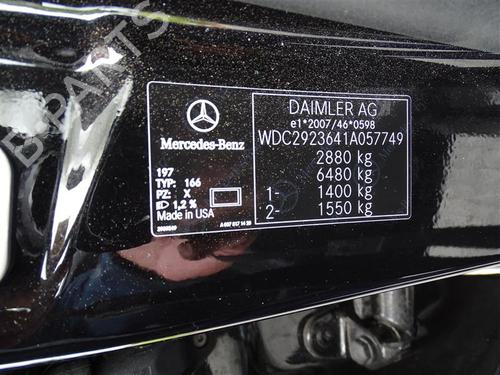 B-PARTS
DAIMLER AG
e1*2007/46*0598
WDC2923641A057749
2880 kg
6480 kg
1- 1400 kg
2- 1550 kg
Mercedes-Benz
197
TYP: 166
PZ: X
1,2 %
Made in USA